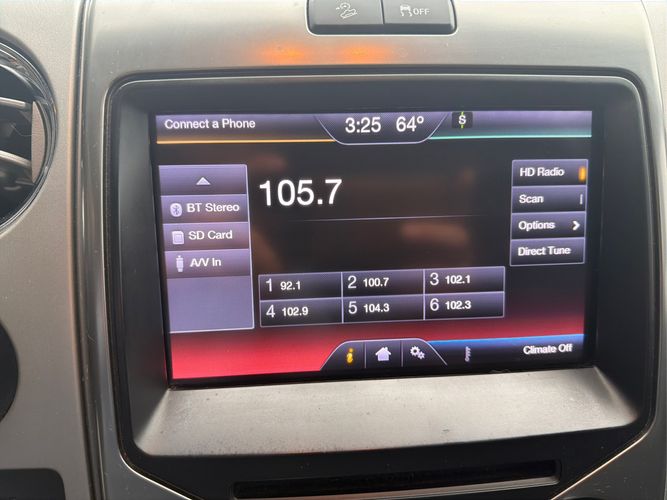 OFF
Connect a Phone
3:25 64°
$
105.7
BT Stereo
SD Card
A/V In
HD Radio
Scan
Options
Direct Tune
1 92.1
2 100.7
3 102.1
4 102.9
5 104.3
6 102.3
i
Climate Off